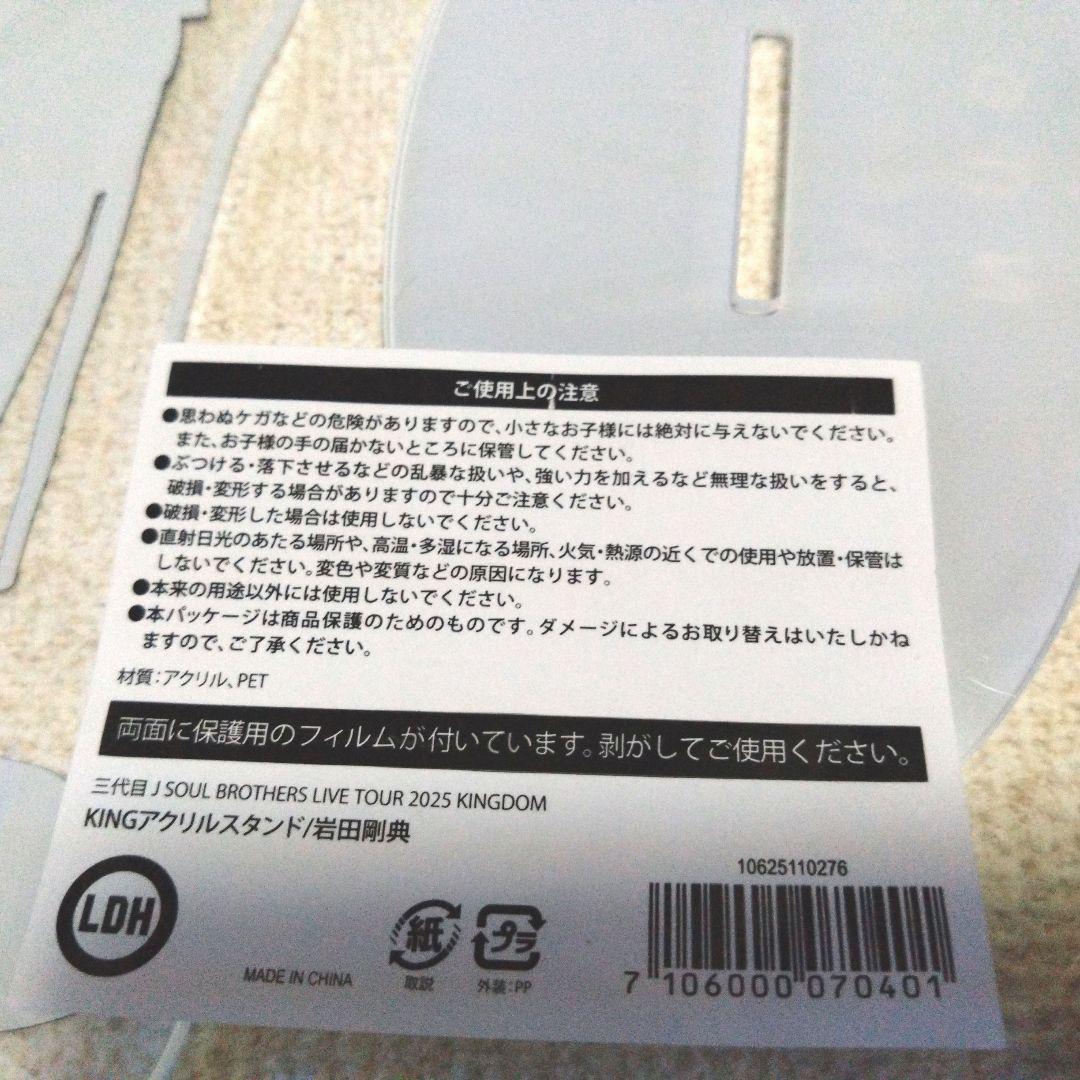 ご使用上の注意
●思わぬケガなどの危険がありますので、小さなお子様には絶対に与えないでください。
また、お子様の手の届かないところに保管してください。
●ぶつける・落下させるなどの乱暴な扱いや、強い力を加えるなど無理な扱いをすると、
破損・変形する場合がありますので十分ご注意ください。
●破損・変形した場合は使用しないでください。
●直射日光のあたる場所や、高温・多湿になる場所、火気・熱源の近くでの使用や放置・保管は
しないでください。変色や変質などの原因になります。
●本来の用途以外には使用しないでください。
●本パッケージは商品保護のためのものです。ダメージによるお取り替えはいたしかね
ますので、ご了承ください。
材質：アクリル、PET
両面に保護用のフィルムが付いています。剥がしてご使用ください。
三代目 J SOUL BROTHERS LIVE TOUR 2025 KINGDOM
KINGアクリルスタンド/岩田剛典
LDH
MADE IN CHINA
紙
取説
プラ
外装：PP
10625110276
7 106000 070401